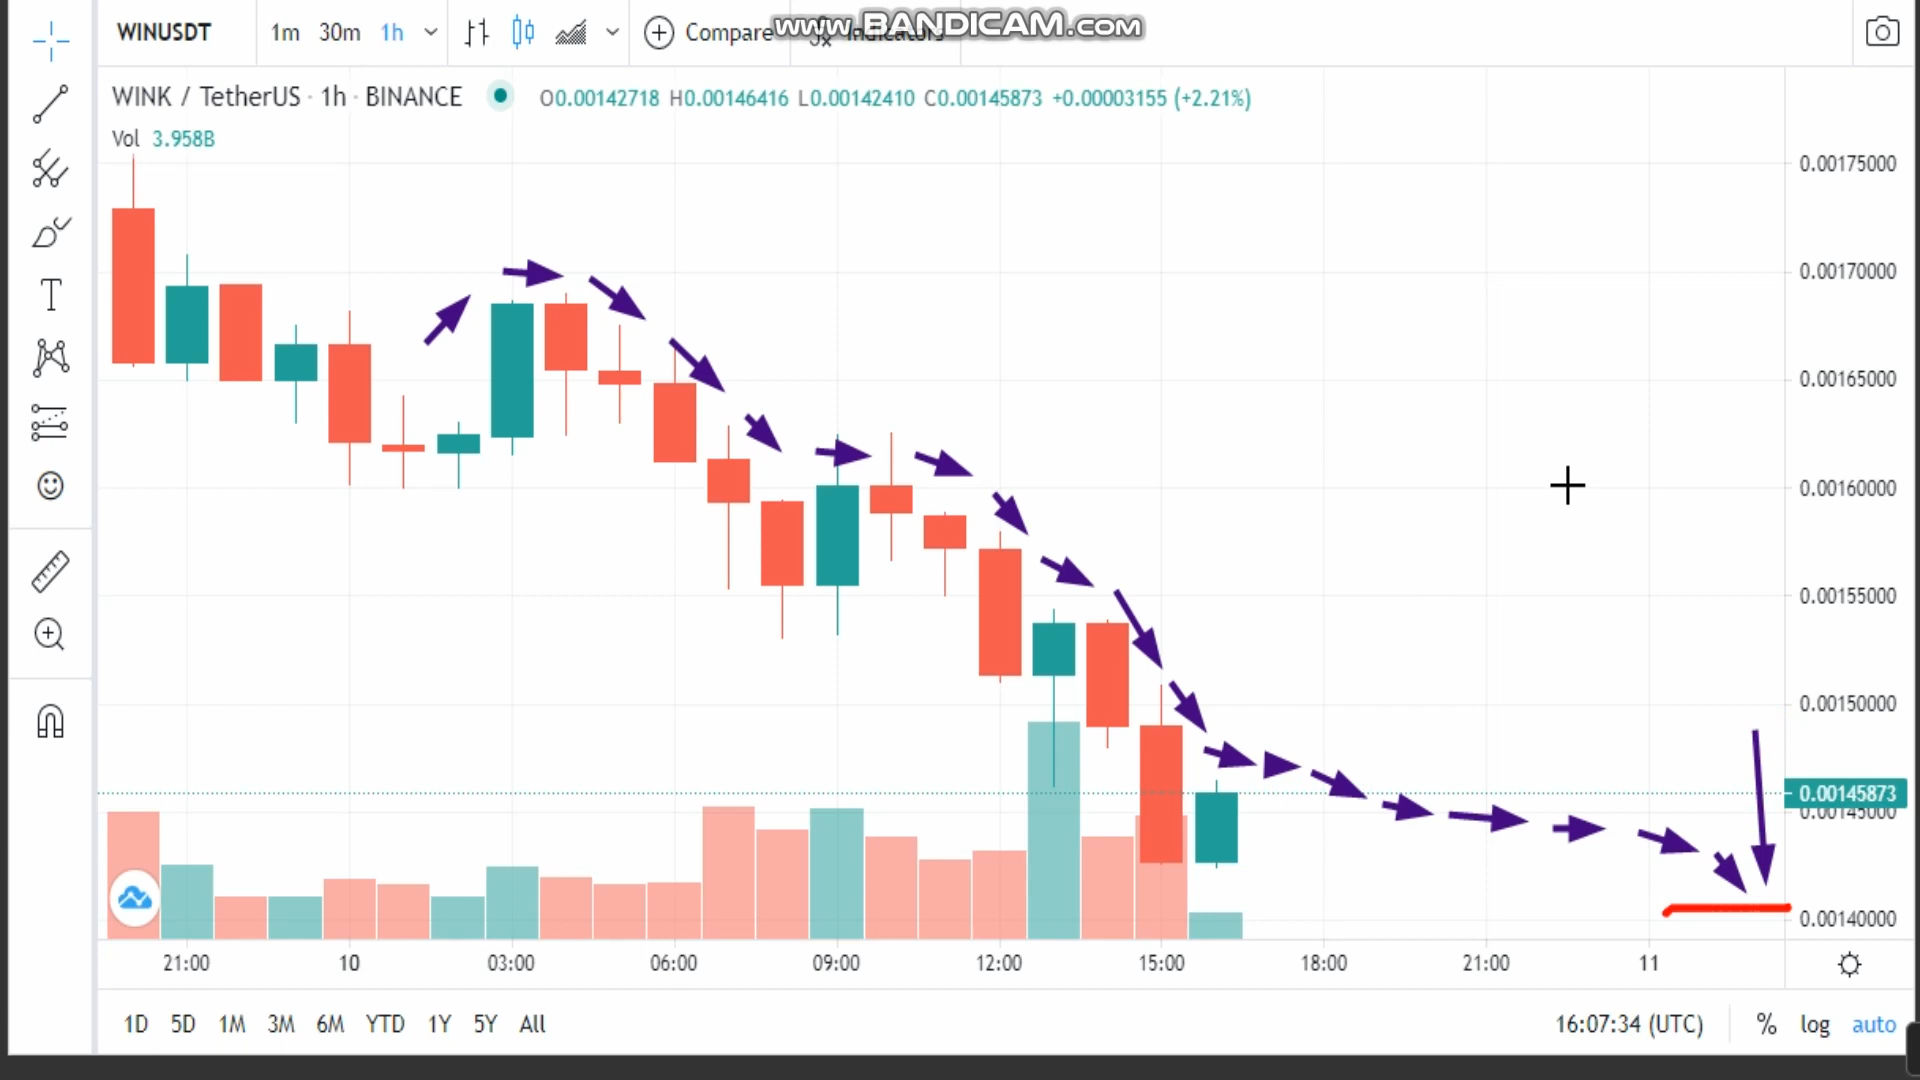 WINUSDT 1m 30m 1h Compare Indicators
www.BANDICAM.com
WINK / TetherUS · 1h · BINANCE O0.00142718 H0.00146416 L0.00142410 C0.00145873 +0.00003155 (+2.21%)
Vol 3.958B
0.00175000
0.00170000
0.00165000
0.00160000
0.00155000
0.00150000
0.00145873
0.00145000
0.00140000
21:00 10 03:00 06:00 09:00 12:00 15:00 18:00 21:00 11
1D 5D 1M 3M 6M YTD 1Y 5Y All 16:07:34 (UTC) % log auto